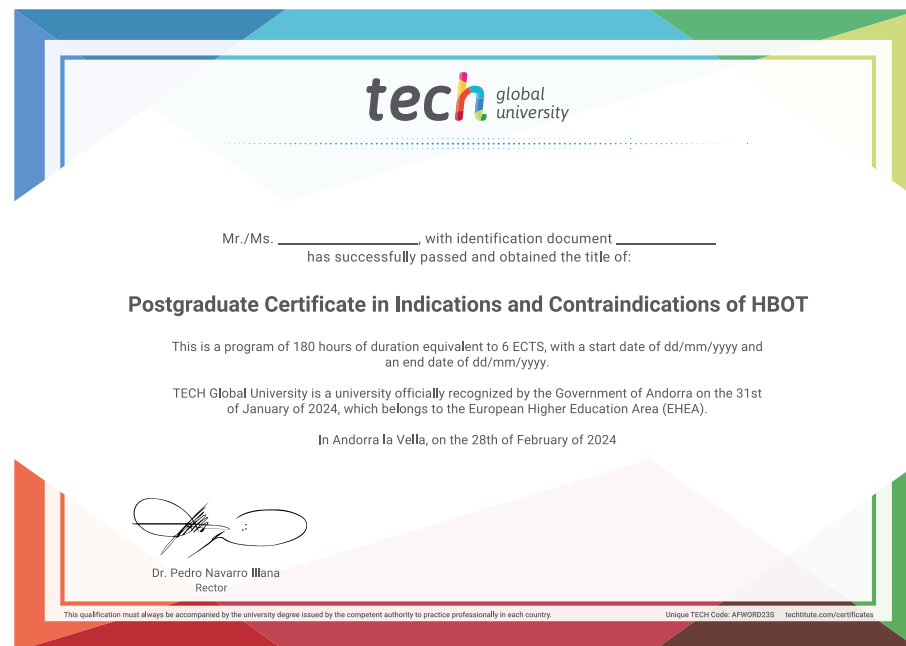 tech global
university
Mr./Ms. ________________, with identification document ____________
has successfully passed and obtained the title of:
Postgraduate Certificate in Indications and Contraindications of HBOT
This is a program of 180 hours of duration equivalent to 6 ECTS, with a start date of dd/mm/yyyy and
an end date of dd/mm/yyyy.
TECH Global University is a university officially recognized by the Government of Andorra on the 31st
of January of 2024, which belongs to the European Higher Education Area (EHEA).
In Andorra la Vella, on the 28th of February of 2024
Dr. Pedro Navarro Illana
Rector
This qualification must always be accompanied by the university degree issued by the competent authority to practice professionally in each country. Unique TECH Code: AFWORD23S techtitute.com/certificates